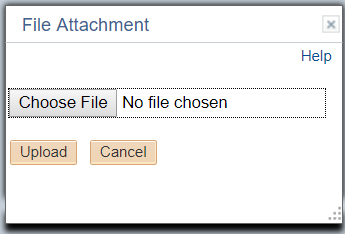 File Attachment
Help
Choose File No file chosen
Upload Cancel